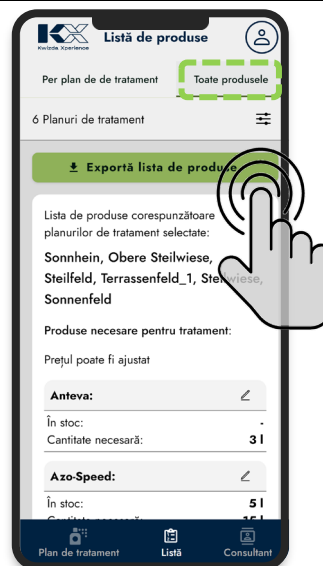 KX
Kwizda Xperience
Listă de produse
Per plan de de tratament
Toate produsele
6 Planuri de tratament
Exportă lista de produse
Lista de produse corespunzătoare
planurilor de tratament selectate:
Sonnhein, Obere Steilwiese,
Steilfeld, Terrassenfeld_1, Steilwiese,
Sonnenfeld
Produse necesare pentru tratament:
Prețul poate fi ajustat
Anteva:
În stoc: -
Cantitate necesară: 3 l
Azo-Speed:
În stoc: 5 l
Cantitate necesară: 15 l
Plan de tratament
Listă
Consultant